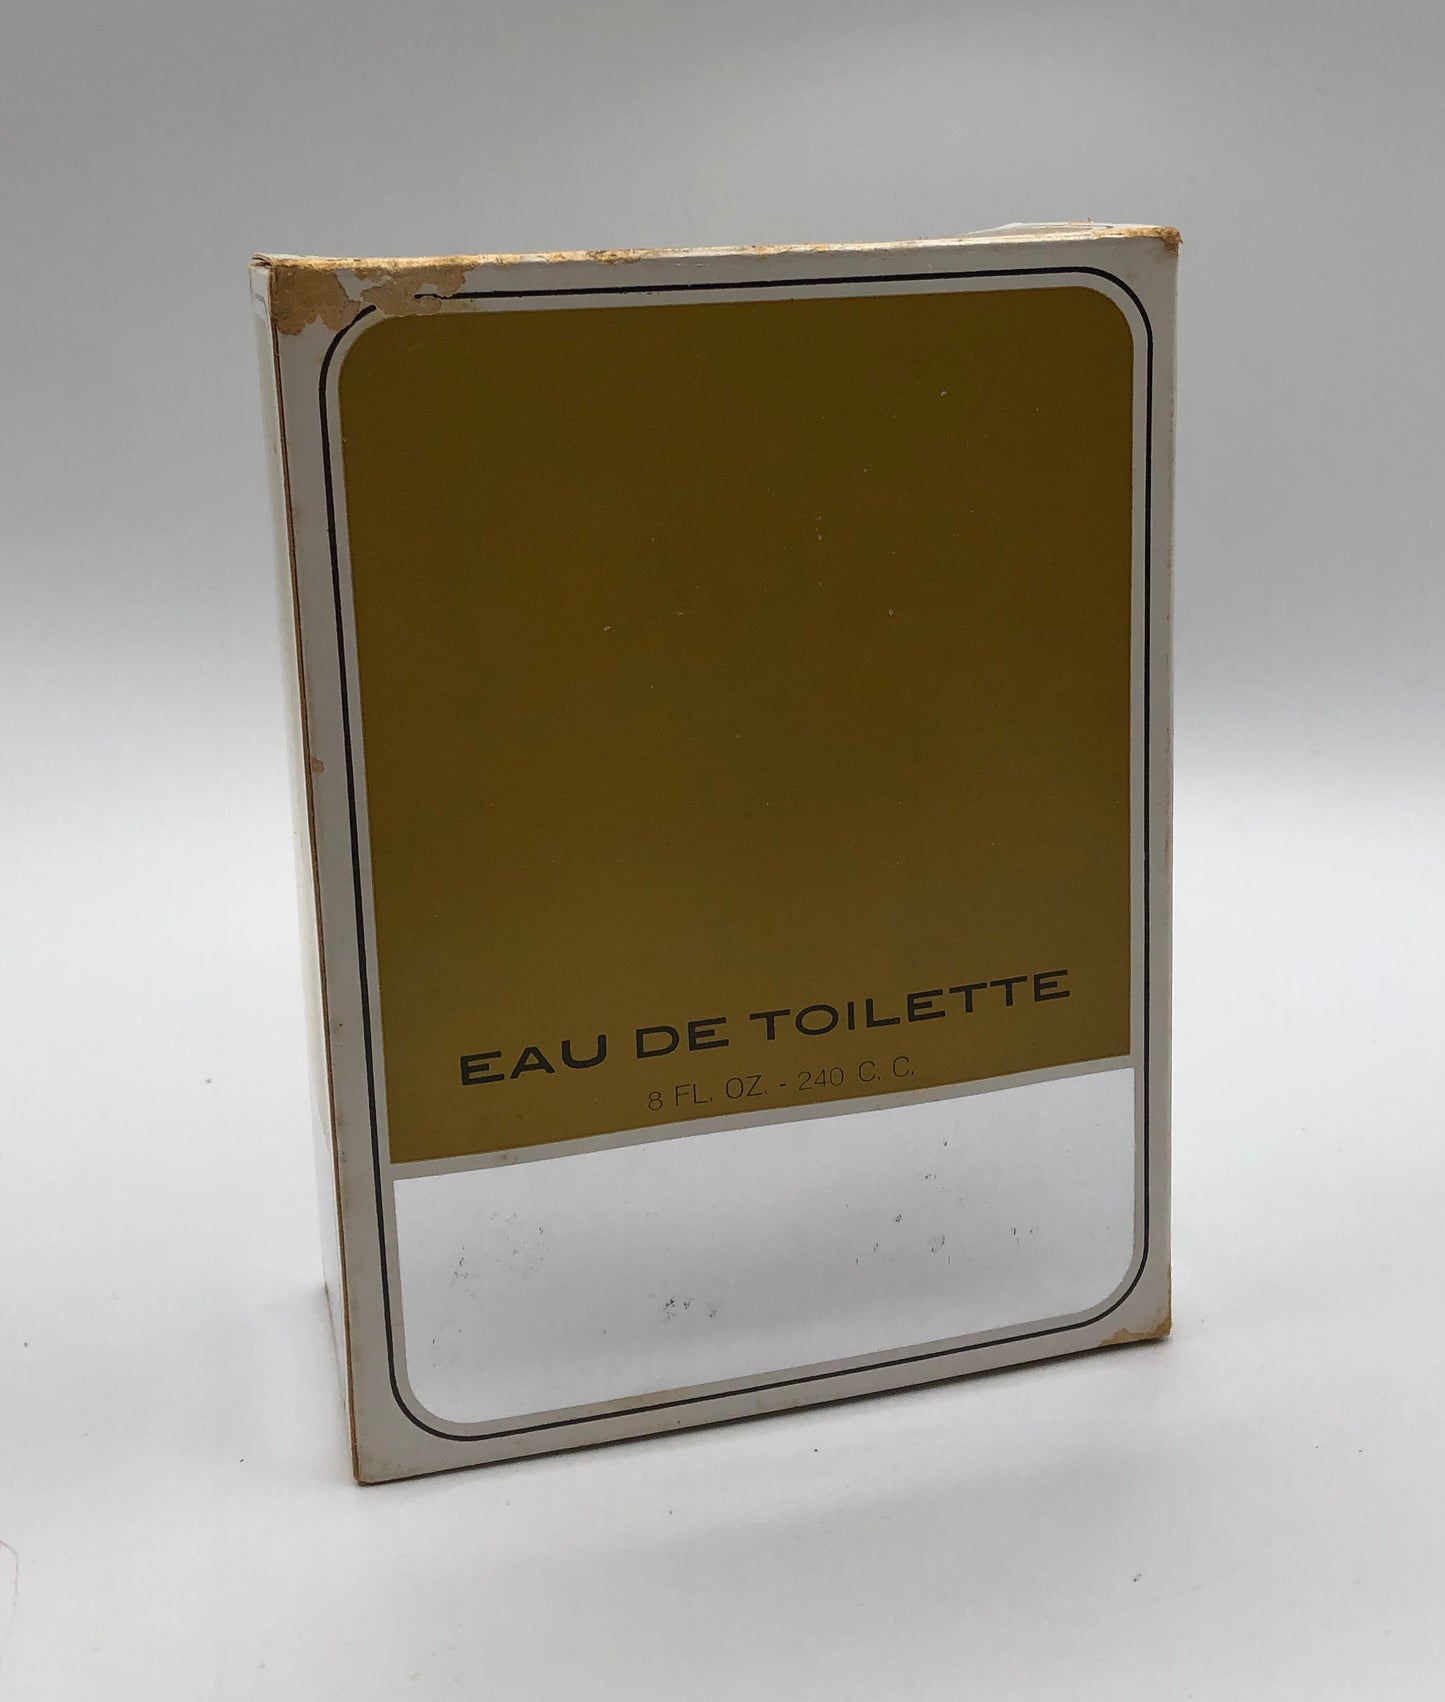 EAU DE TOILETTE
8 FL. OZ. - 240 C. C.